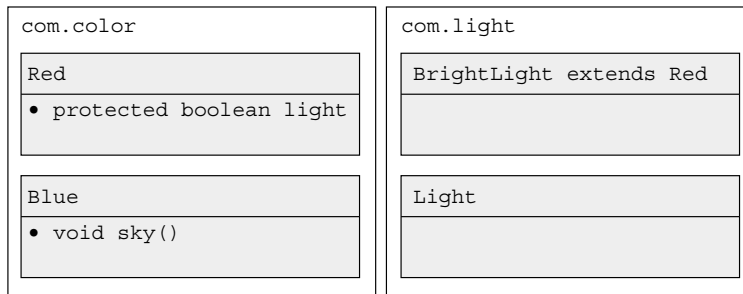 com.color
Red
• protected boolean light
Blue
• void sky()
com.light
BrightLight extends Red
Light